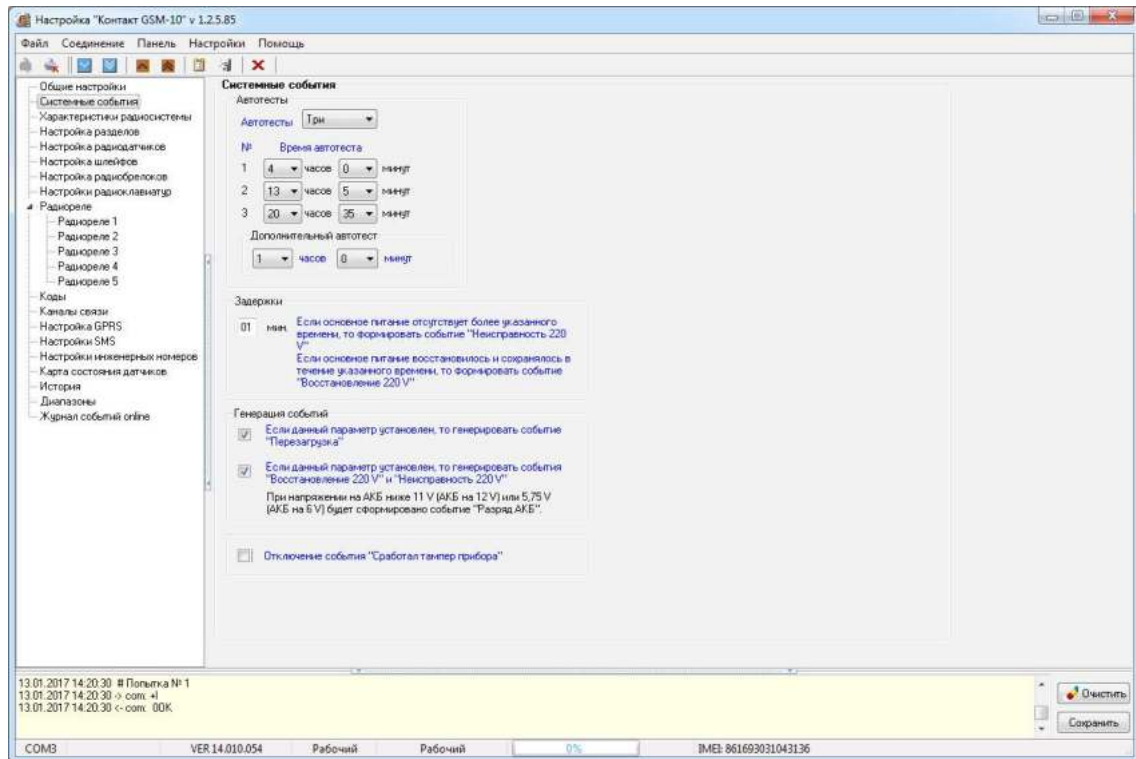 Настройка "Контакт GSM-10" v 1.2.5.85
Файл Соединение Панель Настройки Помощь
Общие настройки
Системные события
Характеристики радиосистемы
Настройка разделов
Настройка радиодатчиков
Настройка шлейфов
Настройка радиобрелоков
Настройки радиоклавиатур
Радиореле
Радиореле 1
Радиореле 2
Радиореле 3
Радиореле 4
Радиореле 5
Коды
Каналы связи
Настройка GPRS
Настройки SMS
Настройки инженерных номеров
Карта состояния датчиков
История
Диапазоны
Журнал событий online
Системные события
Автотесты
Автотесты Три
№ Время автотеста
1 4 часов 0 минут
2 13 часов 5 минут
3 20 часов 35 минут
Дополнительный автотест
1 часов 0 минут
Задержки
01 мин. Если основное питание отсутствует более указанного
времени, то формировать событие "Неисправность 220
V"
Если основное питание восстановилось и сохранялось в
течение указанного времени, то формировать событие
"Восстановление 220 V"
Генерация событий
Если данный параметр установлен, то генерировать событие
"Перезагрузка"
Если данный параметр установлен, то генерировать события
"Восстановление 220 V" и "Неисправность 220 V"
При напряжении на АКБ ниже 11 V (АКБ на 12 V) или 5,75 V
(АКБ на 6 V) будет сформировано событие "Разряд АКБ".
Отключение события "Сработал тампер прибора"
13.01.2017 14:20:30 # Попытка № 1
13.01.2017 14:20:30 -> com: +I
13.01.2017 14:20:30 <- com: 00K
Очистить
Сохранить
COM3 VER.14.010.054 Рабочий Рабочий 0% IMEI: 861693031043136